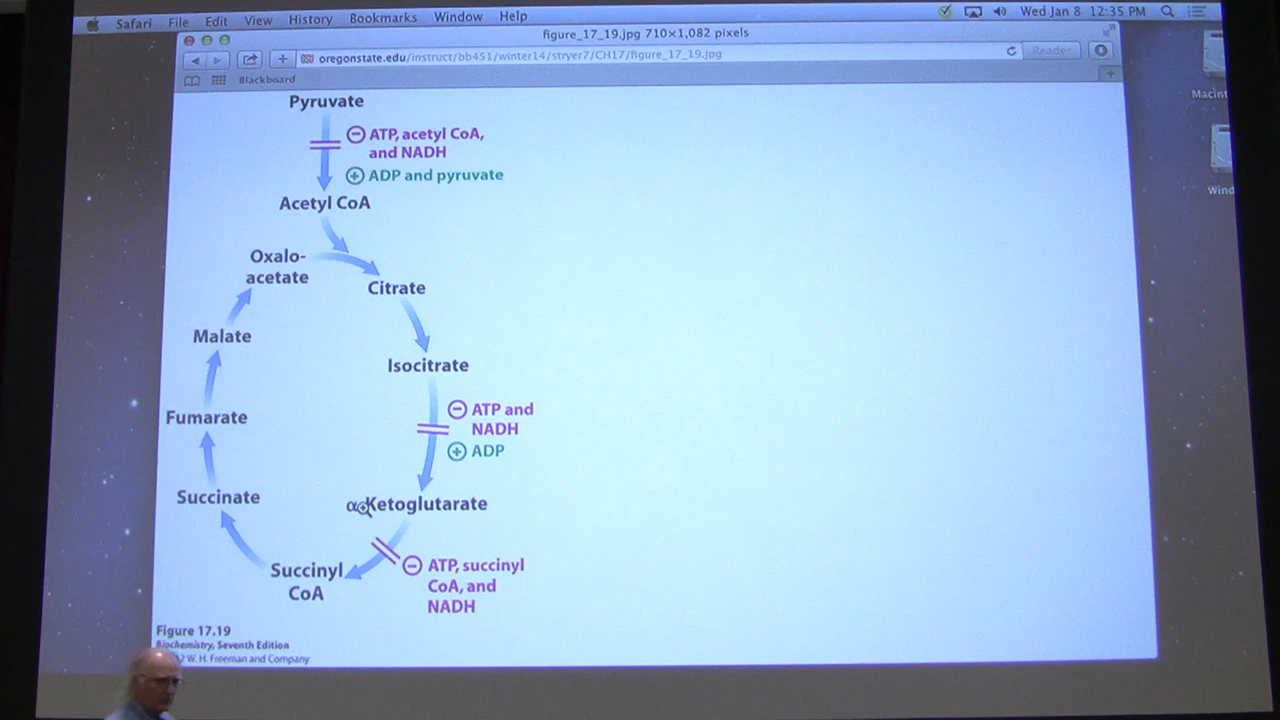 Safari File Edit View History Bookmarks Window Help
Wed Jan 8 12:35 PM
figure_17_19.jpg 710×1,082 pixels
oregonstate.edu/instruct/bb451/winter14/stryer7/CH17/figure_17_19.jpg
Reader
Blackboard
Macint
Wind
Pyruvate
ATP, acetyl CoA,
and NADH
ADP and pyruvate
Acetyl CoA
Oxalo-
acetate
Citrate
Malate
Isocitrate
ATP and
NADH
ADP
Fumarate
Succinate
α Ketoglutarate
Succinyl
CoA
ATP, succinyl
CoA, and
NADH
Figure 17.19
Biochemistry, Seventh Edition
2 W. H. Freeman and Company